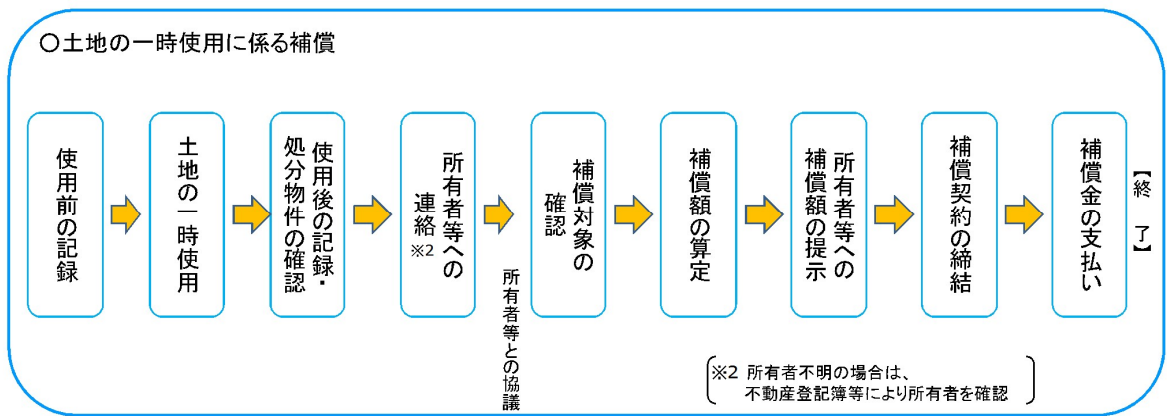 〇土地の一時使用に係る補償
使用前の記録
土地の一時使用
使用後の記録・
処分物件の確認
所有者等への
連絡
※2
所有者等との協議
補償対象の
確認
補償額の算定
所有者等への
補償額の提示
補償契約の締結
補償金の支払い
【終　了】
※2 所有者不明の場合は、
不動産登記簿等により所有者を確認